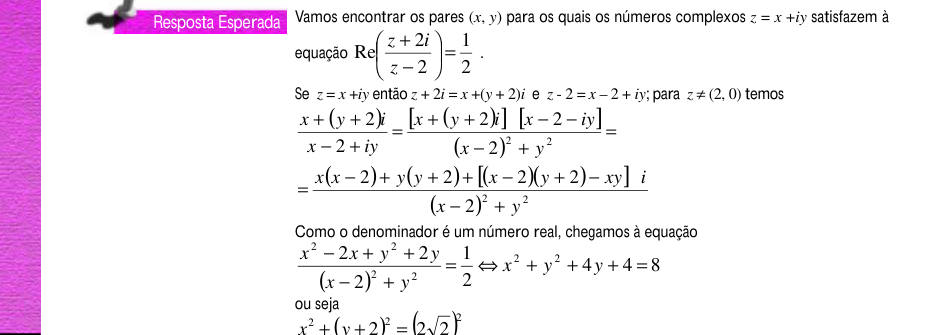 Resposta Esperada
Vamos encontrar os pares (x, y) para os quais os números complexos z = x +iy satisfazem à
equação Re((z + 2i)/(z − 2)) = 1/2 .
Se z = x +iy então z + 2i = x +(y + 2)i e z - 2 = x – 2 + iy; para z ≠ (2, 0) temos
(x + (y + 2)i)/(x − 2 + iy) = ([x + (y + 2)i] [x − 2 − iy])/((x − 2)² + y²) =
= (x(x − 2) + y(y + 2) + [(x − 2)(y + 2) − xy] i)/((x − 2)² + y²)
Como o denominador é um número real, chegamos à equação
(x² − 2x + y² + 2y)/((x − 2)² + y²) = 1/2 ⇔ x² + y² + 4y + 4 = 8
ou seja
x² + (y + 2)² = (2√2)²